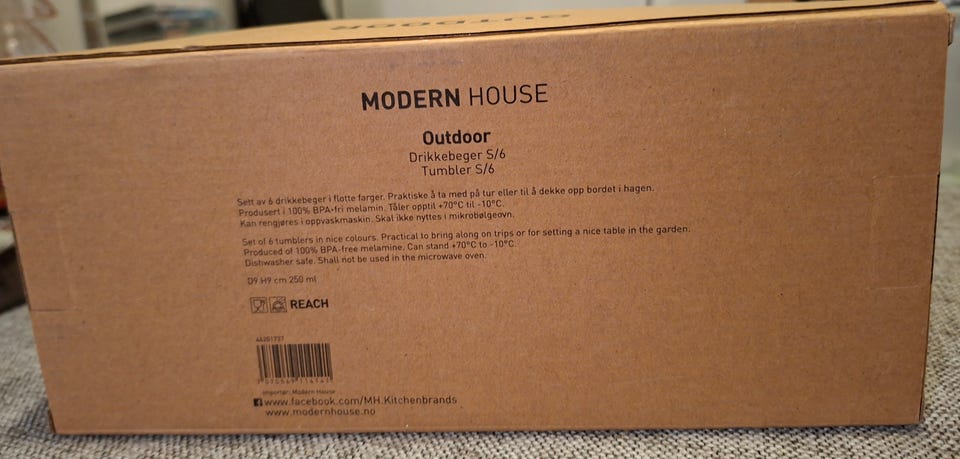 OUTDOOR
MODERN HOUSE
Outdoor
Drikkebeger S/6
Tumbler S/6
Sett av 6 drikkebeger i flotte farger. Praktiske å ta med på tur eller til å dekke opp bordet i hagen.
Produsert i 100% BPA-fri melamin. Tåler opptil +70°C til -10°C.
Kan rengjøres i oppvaskmaskin. Skal ikke nyttes i mikrobølgeovn.
Set of 6 tumblers in nice colours. Practical to bring along on trips or for setting a nice table in the garden.
Produced of 100% BPA-free melamine. Can stand +70°C to -10°C.
Dishwasher safe. Shall not be used in the microwave oven.
D9 H9 cm 250 ml
REACH
Importør: Modern House
www.facebook.com/MH.Kitchenbrands
www.modernhouse.no